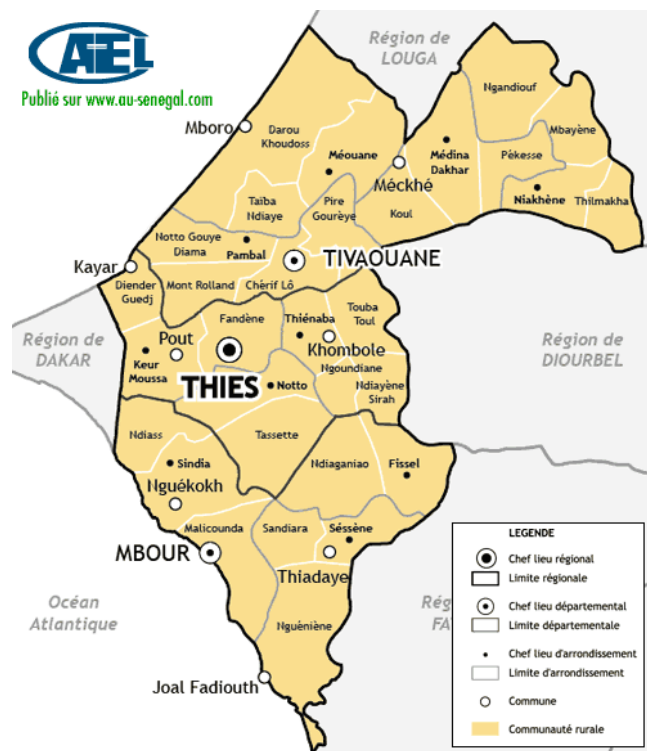 ATEL
Publié sur www.au-senegal.com
Région de
LOUGA
Ngandiouf
Mboro
Darou
Khoudoss
Mbayène
Méouane
Médina
Dakhar
Pékesse
Méckhé
Niakhène
Thilmakha
Taïba
Ndiaye
Pire
Gourèye
Koul
Notto Gouye
Diama
Pambal
TIVAOUANE
Kayar
Diender
Guedj
Mont Rolland
Chérif Lô
Touba
Toul
Région de
DAKAR
Pout
Fandène
Thiénaba
Khombole
Région de
DIOURBEL
Keur
Moussa
THIES
Notto
Ngoundiane
Ndiayène
Sirah
Ndiass
Tassette
Sindia
Ndiaganiao
Fissel
Nguékokh
Malicounda
Sandiara
Séssène
MBOUR
Thiadaye
Océan
Atlantique
Nguéniène
Joal Fadiouth
Rég
FA
LEGENDE
Chef lieu régional
Limite régionale
Chef lieu départemental
Limite départementale
Chef lieu d'arrondissement
Limite d'arrondissement
Commune
Communauté rurale